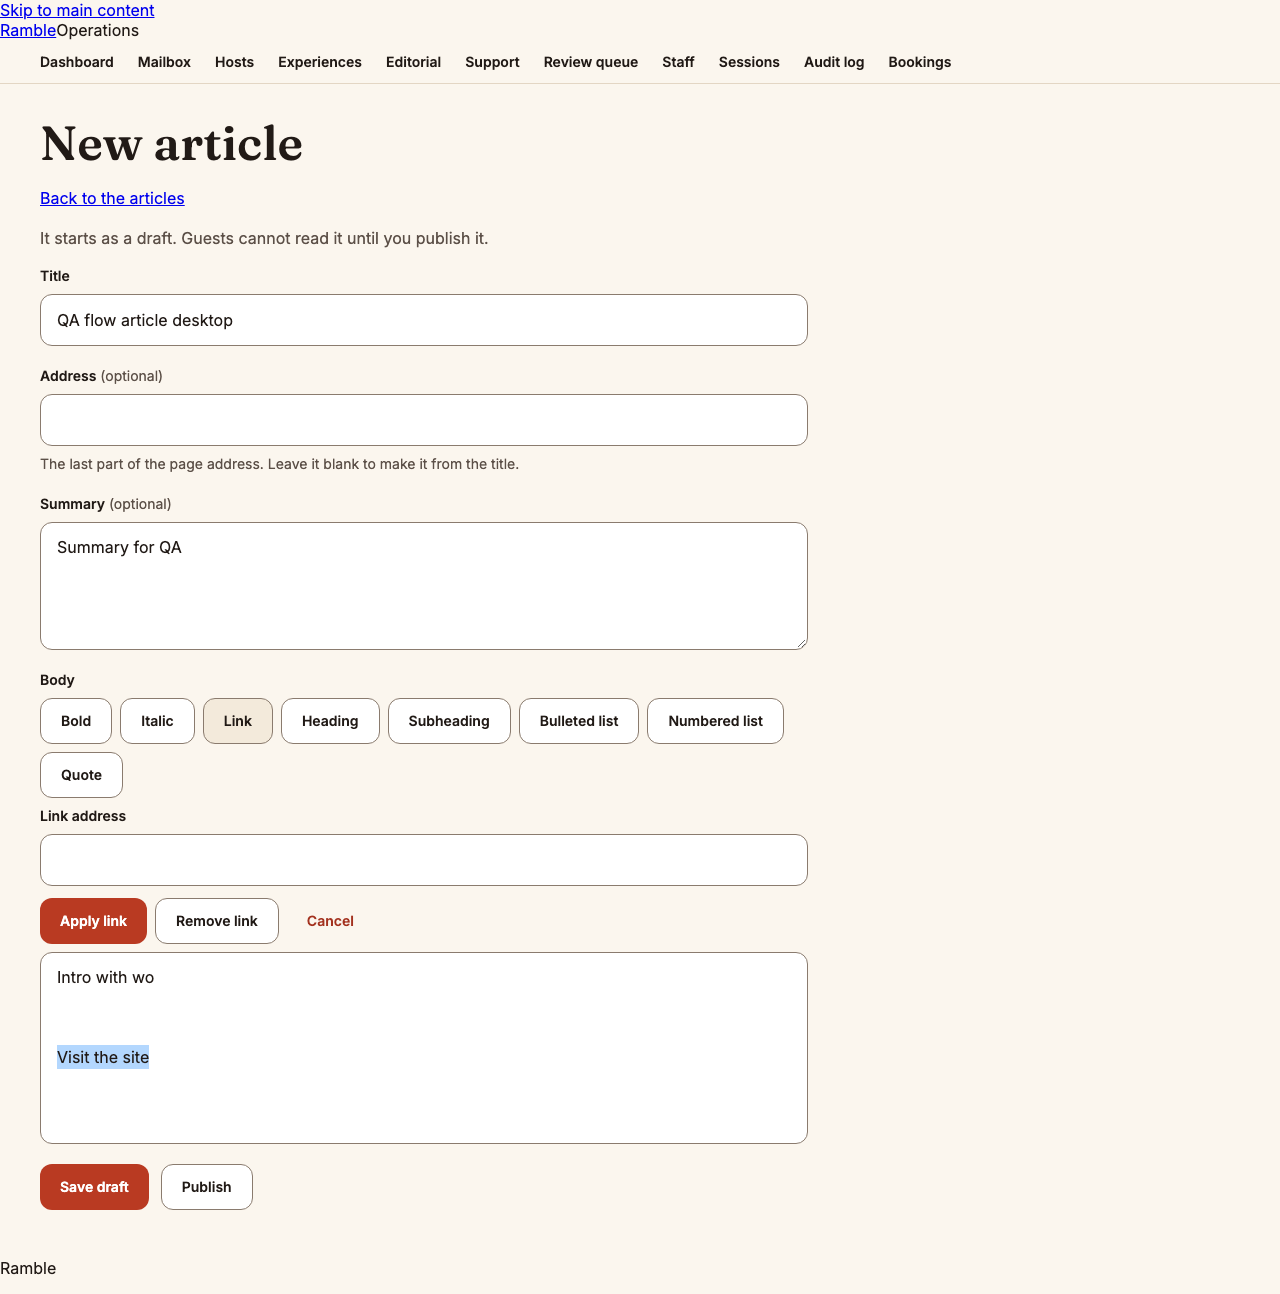 Skip to main content
RambleOperations
Dashboard Mailbox Hosts Experiences Editorial Support Review queue Staff Sessions Audit log Bookings
New article
Back to the articles
It starts as a draft. Guests cannot read it until you publish it.
Title
QA flow article desktop
Address (optional)
The last part of the page address. Leave it blank to make it from the title.
Summary (optional)
Summary for QA
Body
Bold Italic Link Heading Subheading Bulleted list Numbered list
Quote
Link address
Apply link Remove link Cancel
Intro with wo
Visit the site
Save draft Publish
Ramble